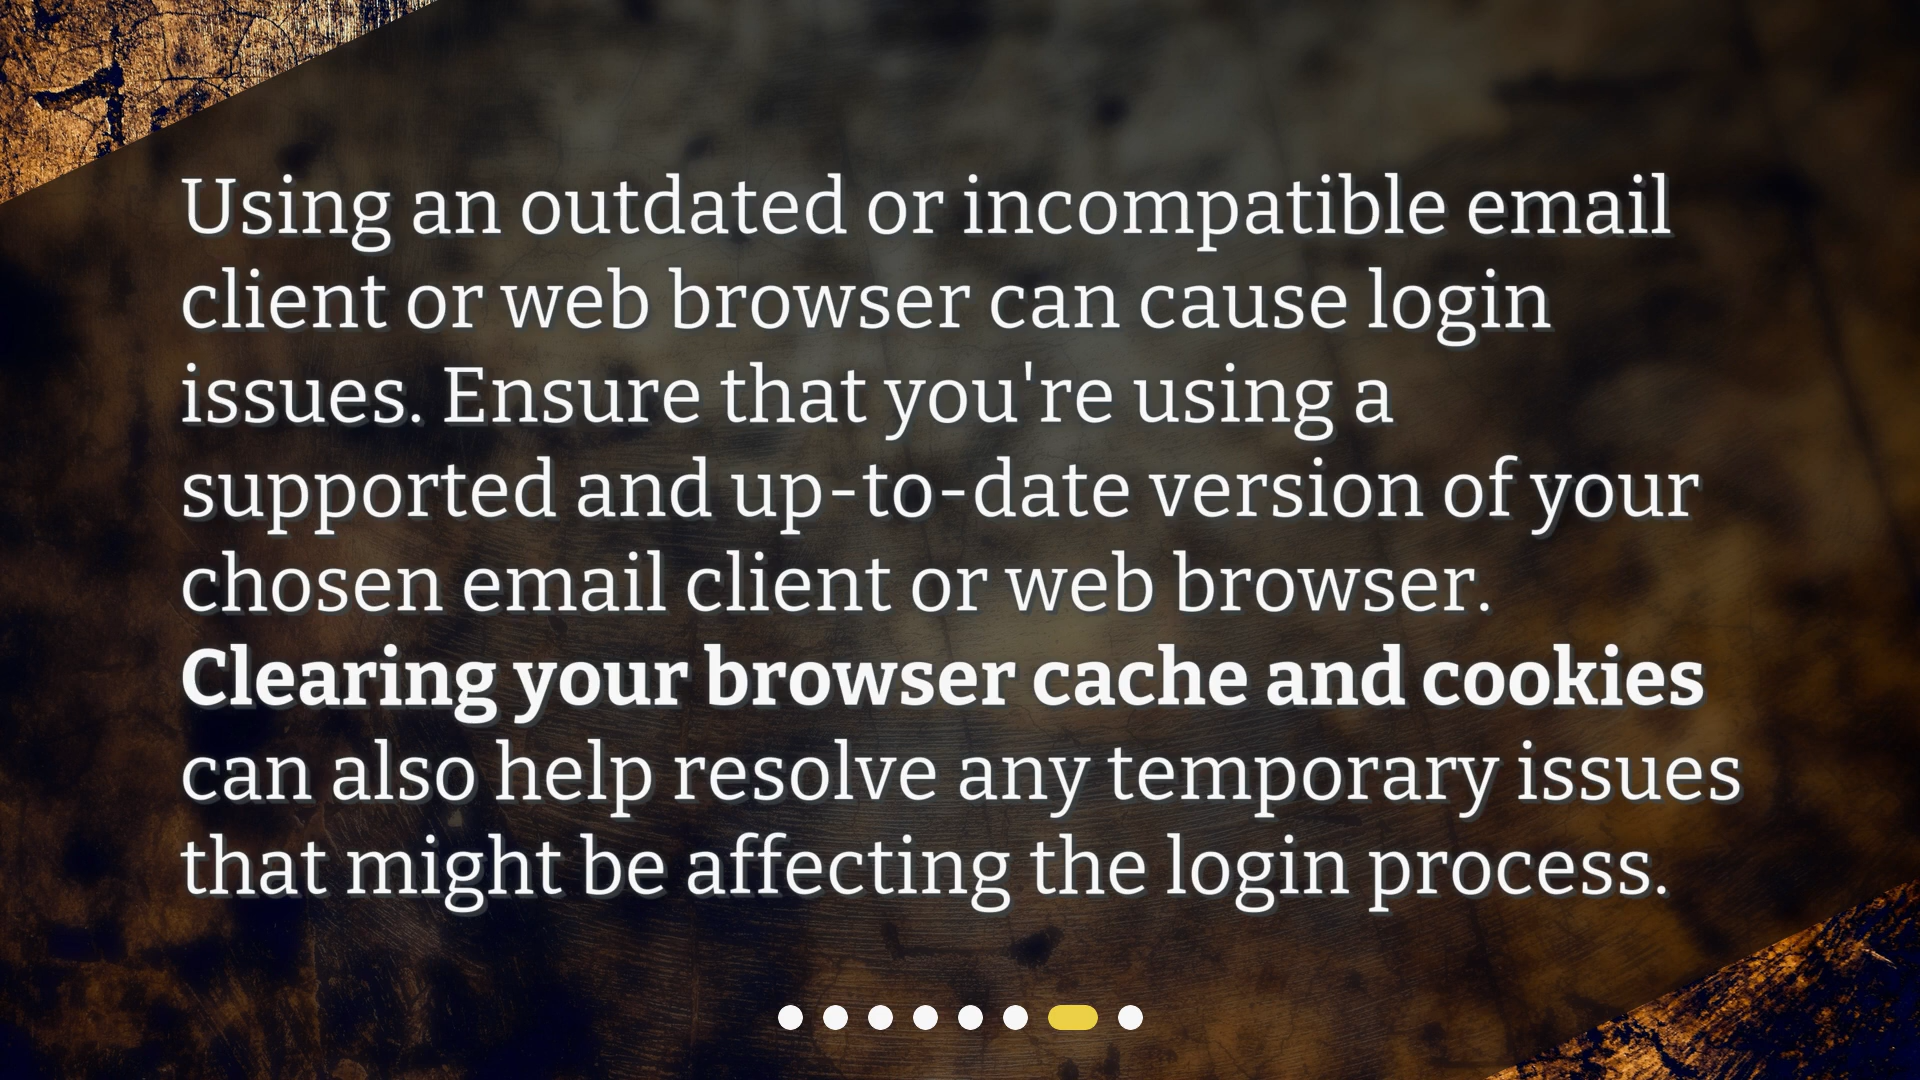 Using an outdated or incompatible email
client or web browser can cause login
issues. Ensure that you're using a
supported and up-to-date version of your
chosen email client or web browser.
Clearing your browser cache and cookies
can also help resolve any temporary issues
that might be affecting the login process.